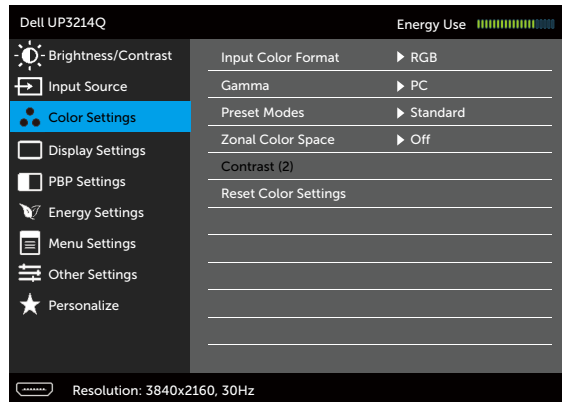 Dell UP3214Q
Energy Use
Brightness/Contrast
Input Source
Color Settings
Display Settings
PBP Settings
Energy Settings
Menu Settings
Other Settings
Personalize
Input Color Format RGB
Gamma PC
Preset Modes Standard
Zonal Color Space Off
Contrast (2)
Reset Color Settings
Resolution: 3840x2160, 30Hz